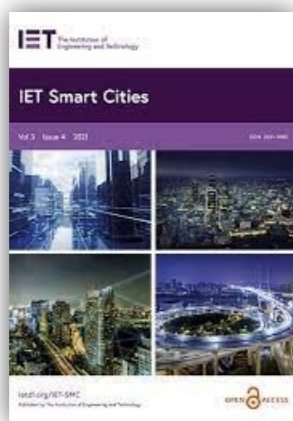 IET The Institution of
Engineering and Technology
IET Smart Cities
Vol 3 Issue 4 2021
ietdl.org/IET-SMC
Published by The Institution of Engineering and Technology
OPEN ACCESS